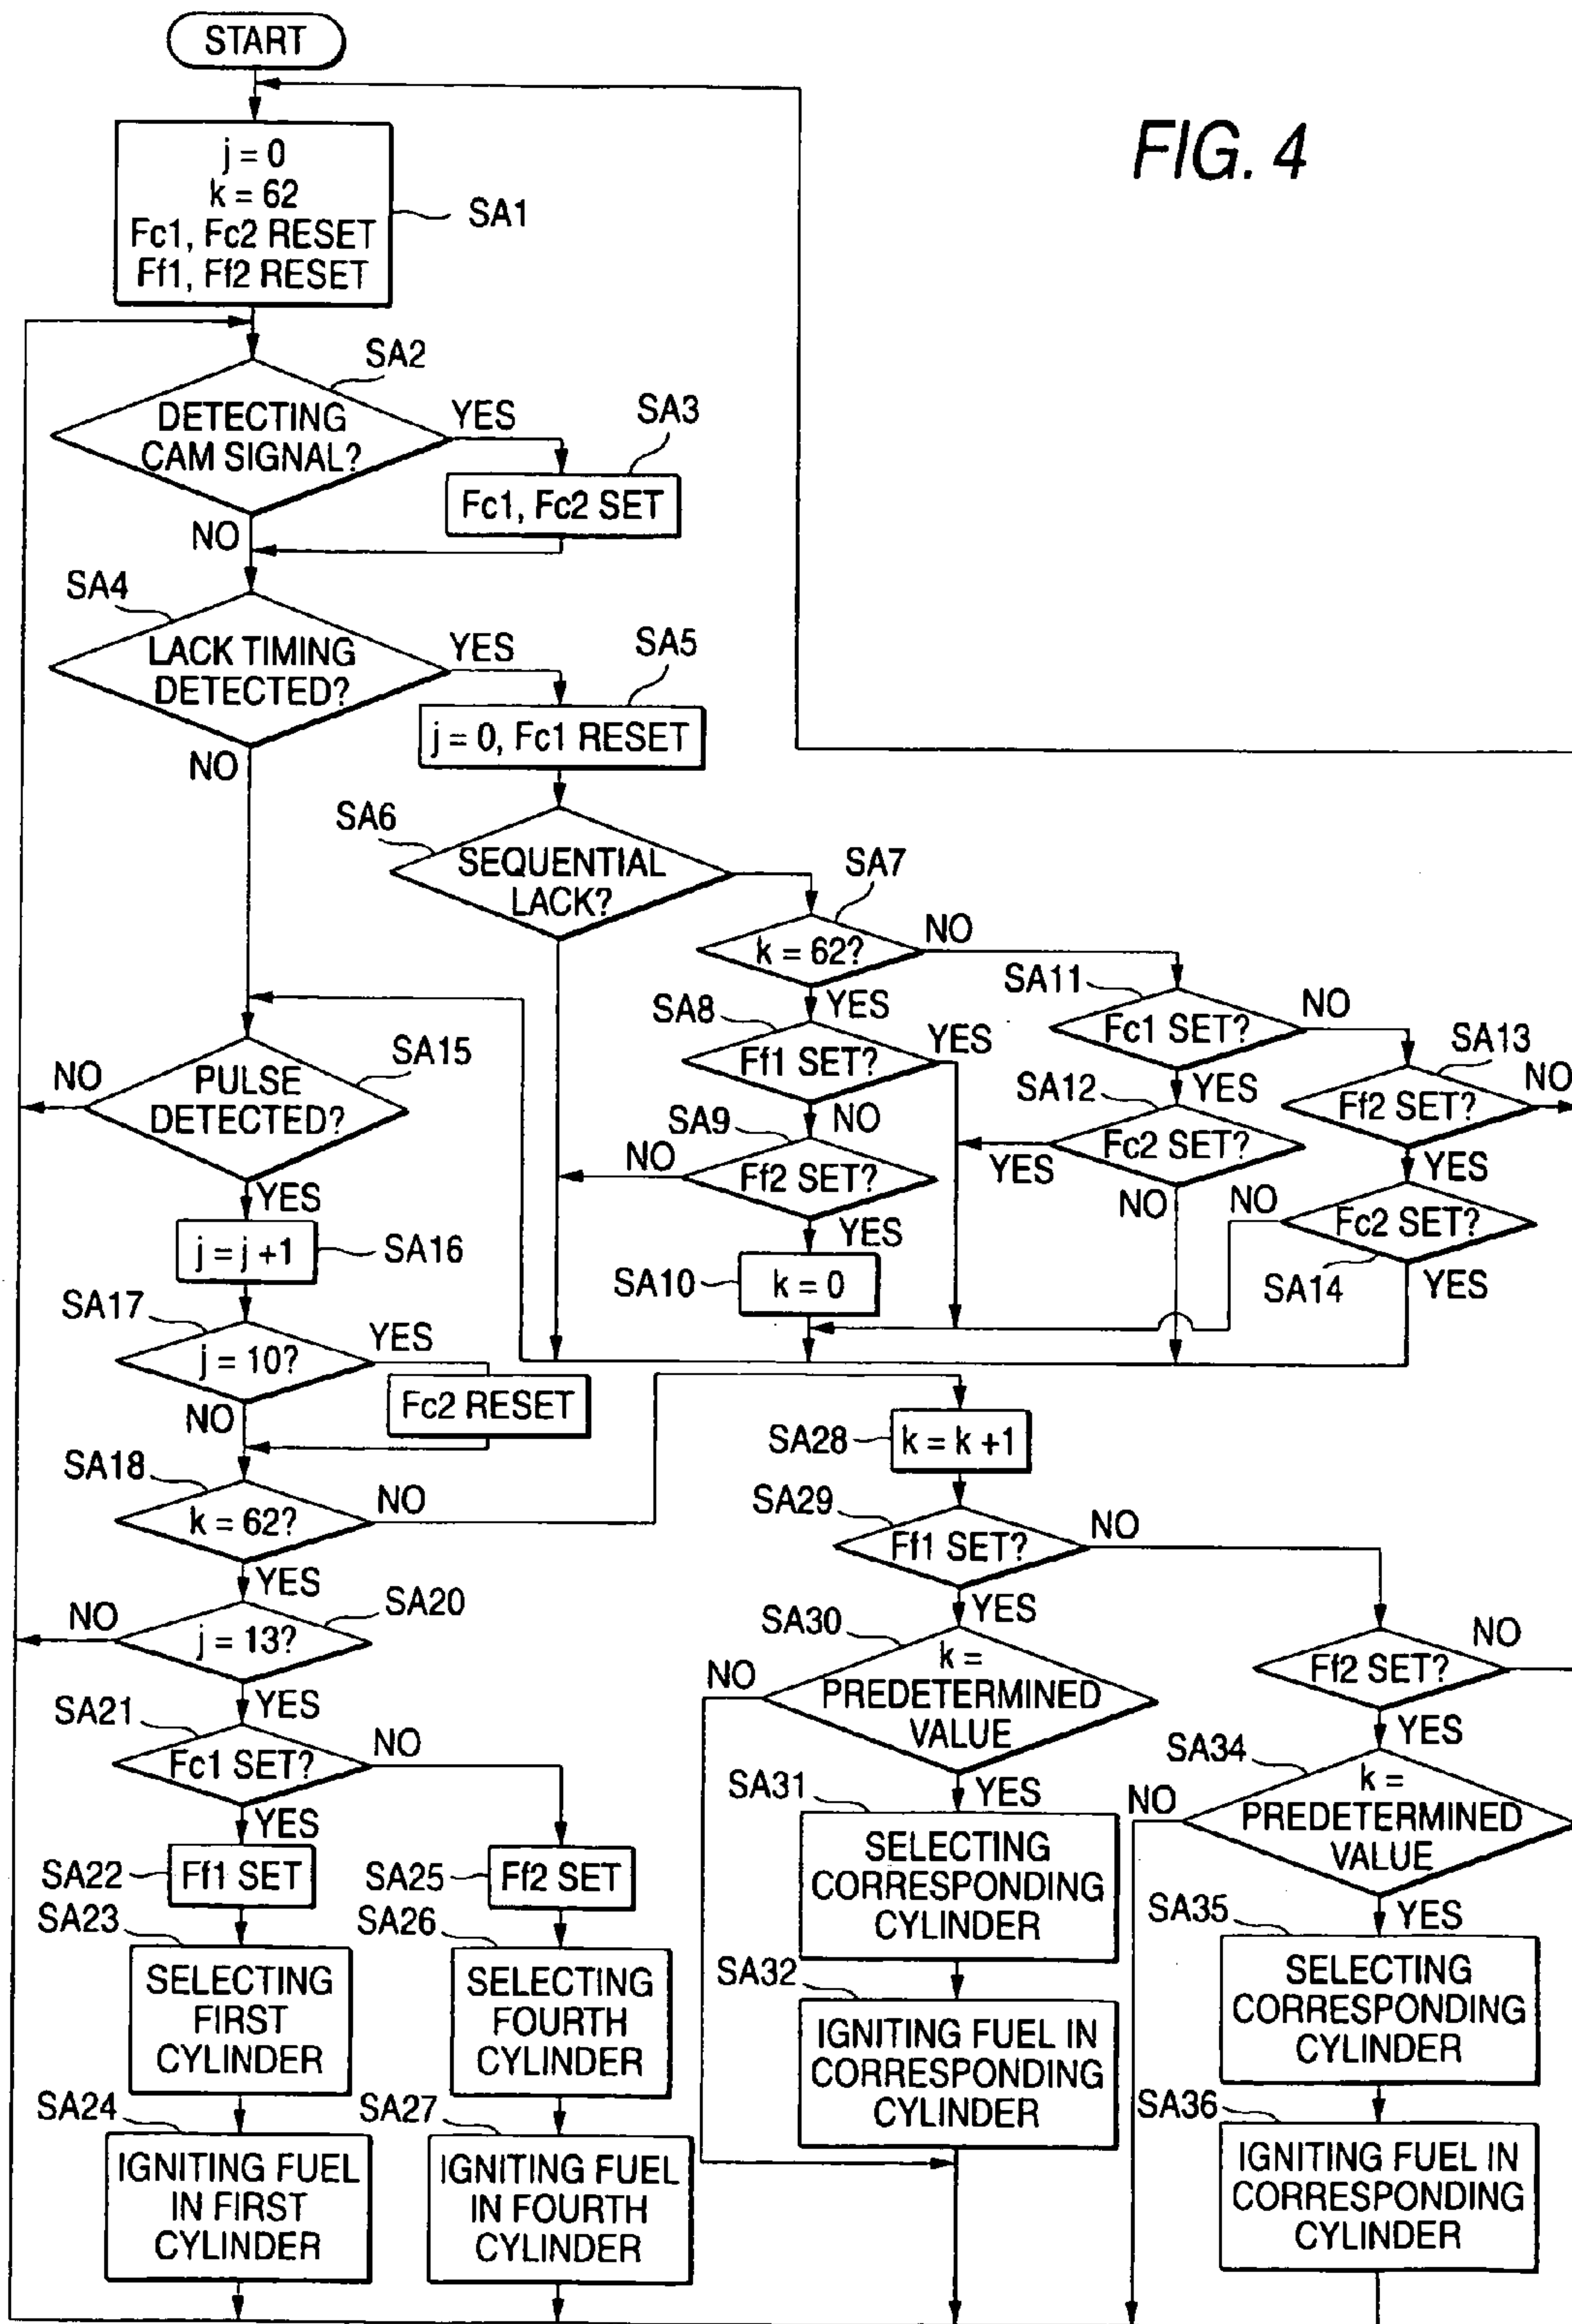 START
FIG. 4
j = 0
k = 62
Fc1, Fc2 RESET
Ff1, Ff2 RESET
SA1
SA2
DETECTING
CAM SIGNAL?
YES
SA3
Fc1, Fc2 SET
NO
SA4
LACK TIMING
DETECTED?
YES
SA5
j = 0, Fc1 RESET
NO
SA6
SEQUENTIAL
LACK?
SA7
k = 62?
NO
YES
SA8
Ff1 SET?
YES
NO
SA9
Ff2 SET?
NO
YES
SA10
k = 0
SA11
Fc1 SET?
NO
YES
SA12
Fc2 SET?
YES
NO
SA13
Ff2 SET?
NO
YES
Fc2 SET?
NO
SA14
YES
SA15
PULSE
DETECTED?
NO
YES
j = j +1
SA16
SA17
j = 10?
YES
Fc2 RESET
NO
SA18
k = 62?
NO
YES
SA20
j = 13?
NO
YES
SA21
Fc1 SET?
NO
YES
SA22
Ff1 SET
SA23
SELECTING
FIRST
CYLINDER
SA24
IGNITING FUEL
IN FIRST
CYLINDER
SA25
Ff2 SET
SA26
SELECTING
FOURTH
CYLINDER
SA27
IGNITING FUEL
IN FOURTH
CYLINDER
SA28
k = k +1
SA29
Ff1 SET?
NO
YES
SA30
k =
PREDETERMINED
VALUE
NO
YES
SA31
SELECTING
CORRESPONDING
CYLINDER
SA32
IGNITING FUEL IN
CORRESPONDING
CYLINDER
Ff2 SET?
NO
YES
SA34
k =
PREDETERMINED
VALUE
NO
YES
SA35
SELECTING
CORRESPONDING
CYLINDER
SA36
IGNITING FUEL IN
CORRESPONDING
CYLINDER